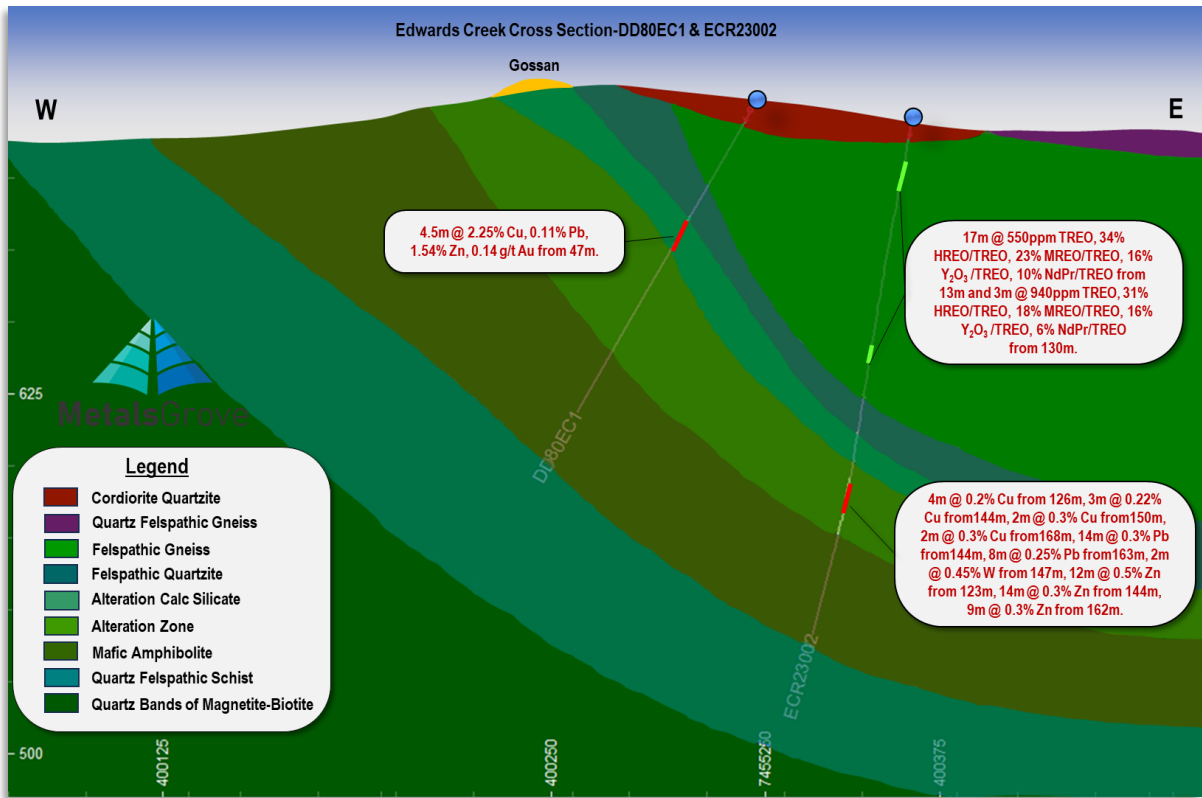 Edwards Creek Cross Section-DD80EC1 & ECR23002
Gossan
W
E
4.5m @ 2.25% Cu, 0.11% Pb,
1.54% Zn, 0.14 g/t Au from 47m.
17m @ 550ppm TREO, 34%
HREO/TREO, 23% MREO/TREO, 16%
Y₂O₃ /TREO, 10% NdPr/TREO from
13m and 3m @ 940ppm TREO, 31%
HREO/TREO, 18% MREO/TREO, 16%
Y₂O₃ /TREO, 6% NdPr/TREO
from 130m.
625
MetalsGrove
DD80EC1
Legend
Cordiorite Quartzite
Quartz Felspathic Gneiss
Felspathic Gneiss
Felspathic Quartzite
Alteration Calc Silicate
Alteration Zone
Mafic Amphibolite
Quartz Felspathic Schist
Quartz Bands of Magnetite-Biotite
4m @ 0.2% Cu from 126m, 3m @ 0.22%
Cu from144m, 2m @ 0.3% Cu from150m,
2m @ 0.3% Cu from168m, 14m @ 0.3% Pb
from144m, 8m @ 0.25% Pb from163m, 2m
@ 0.45% W from 147m, 12m @ 0.5% Zn
from 123m, 14m @ 0.3% Zn from 144m,
9m @ 0.3% Zn from 162m.
ECR23002
500
400125
400250
7455250
400375